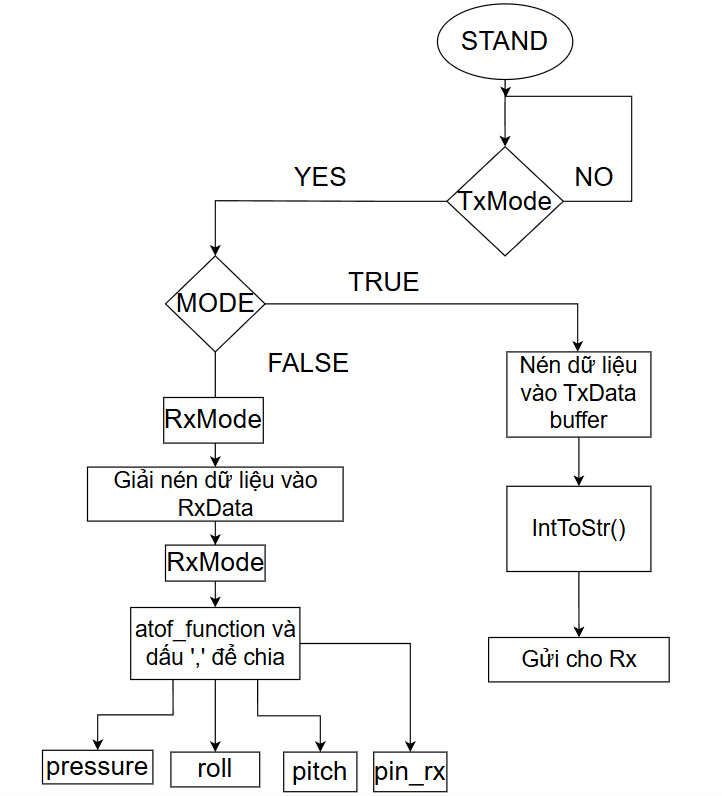 STAND
YES
NO
TxMode
MODE
TRUE
FALSE
Nén dữ liệu
vào TxData
buffer
RxMode
Giải nén dữ liệu vào
RxData
IntToStr()
RxMode
atof_function và
dấu ',' để chia
Gửi cho Rx
pressure
roll
pitch
pin_rx